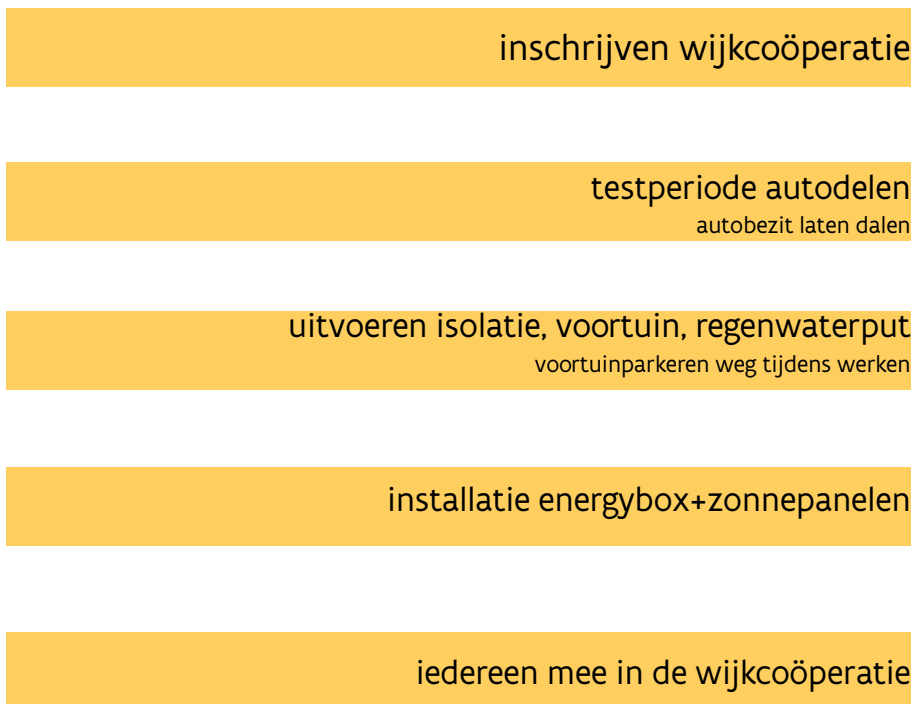 inschrijven wijkcoöperatie
testperiode autodelen
autobezit laten dalen
uitvoeren isolatie, voortuin, regenwaterput
voortuinparkeren weg tijdens werken
installatie energybox+zonnepanelen
iedereen mee in de wijkcoöperatie